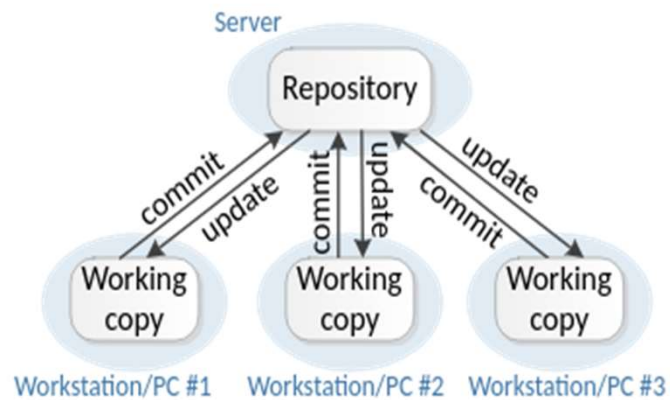 Server
Repository
commit
update
commit
update
commit
update
Working
copy
Working
copy
Working
copy
Workstation/PC #1
Workstation/PC #2
Workstation/PC #3